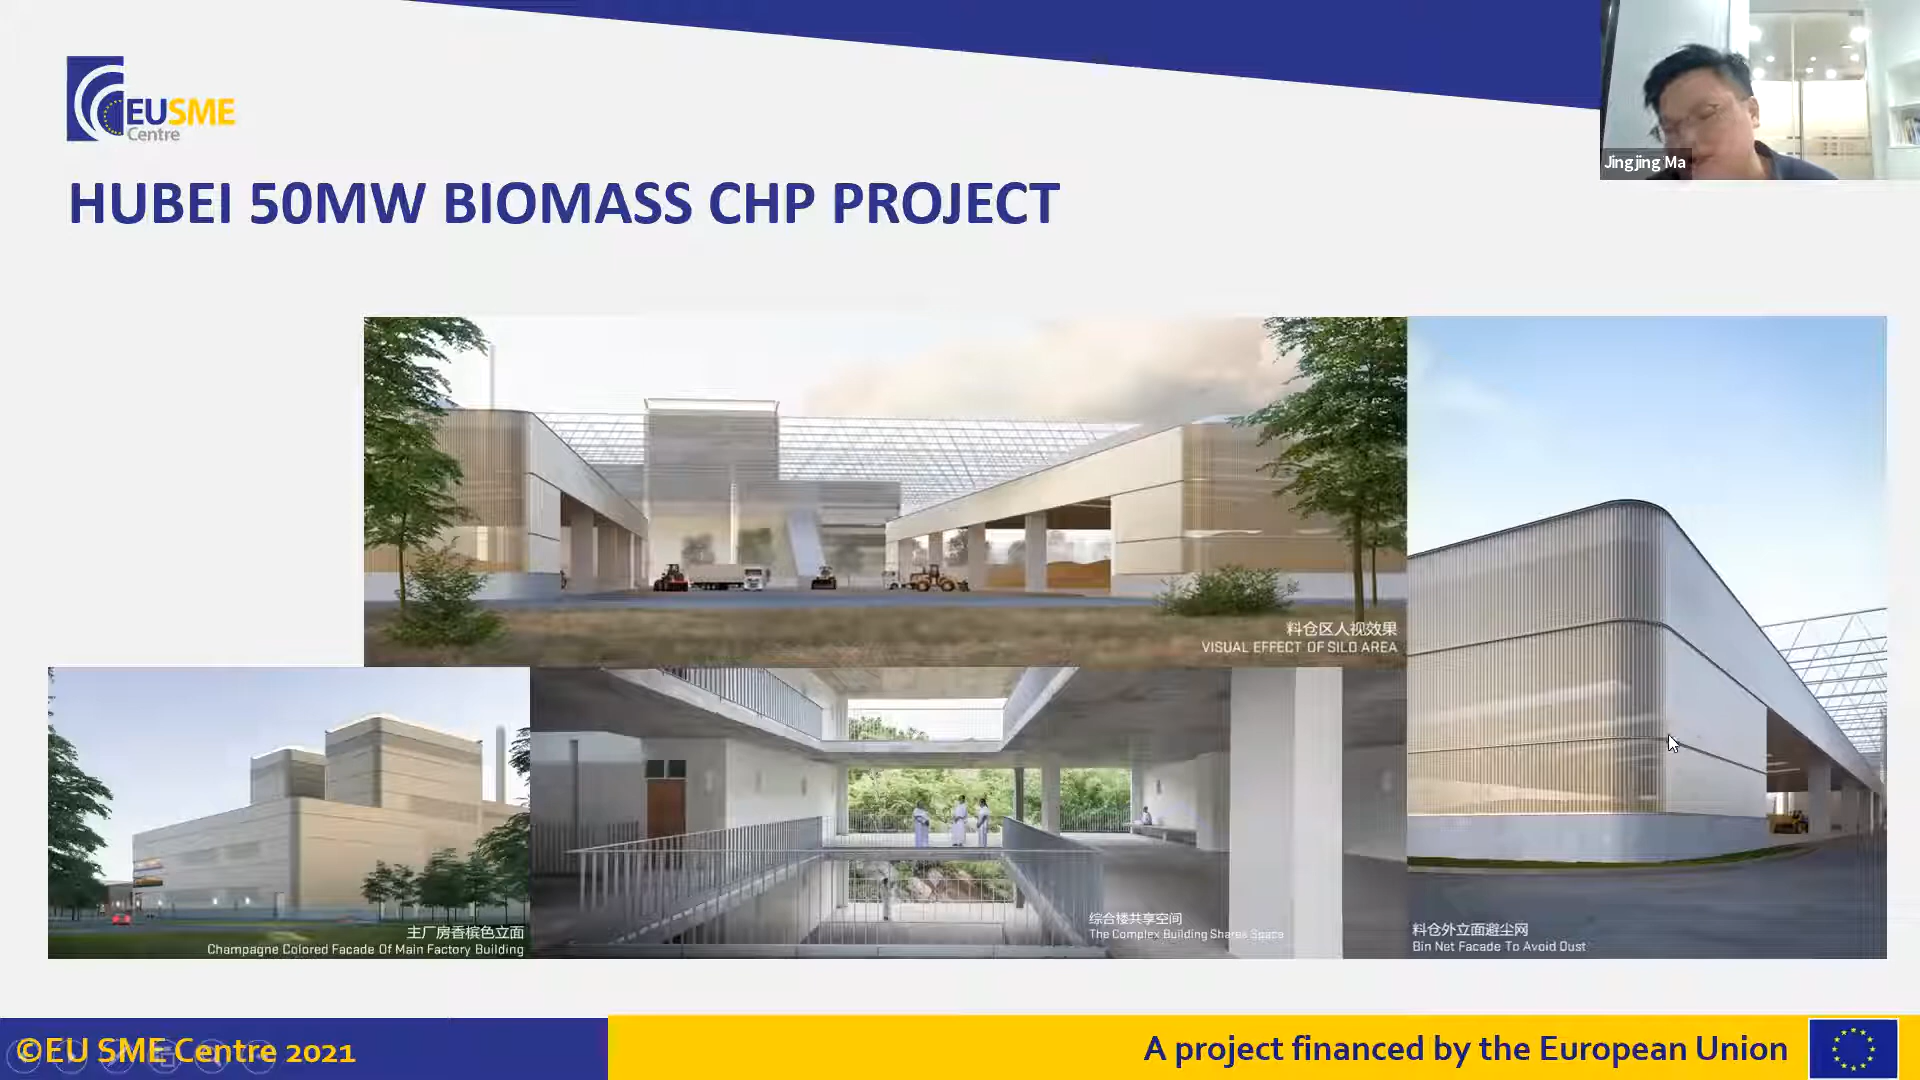 EUSME
Centre
Jingjing Ma
HUBEI 50MW BIOMASS CHP PROJECT
料仓区人视效果
VISUAL EFFECT OF SILO AREA
主厂房香槟色立面
Champagne Colored Facade Of Main Factory Building
综合楼共享空间
The Complex Building Shares Space
料仓外立面避尘网
Bin Net Facade To Avoid Dust
©EU SME Centre 2021
A project financed by the European Union